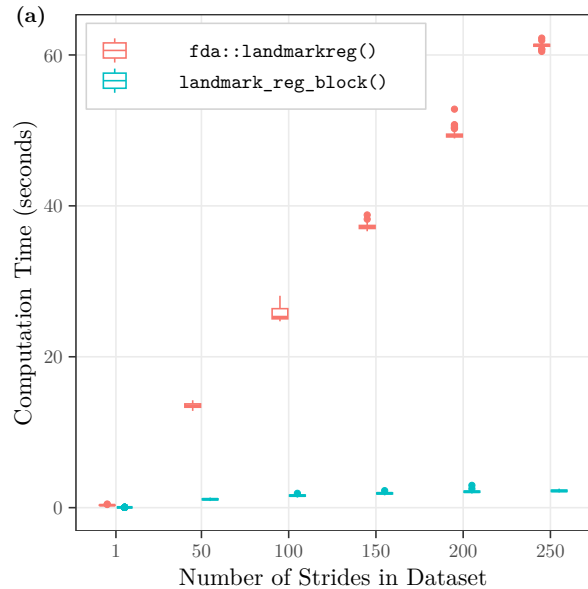 (a)
fda::landmarkreg()
landmark_reg_block()
Computation Time (seconds)
60
40
20
0
1 50 100 150 200 250
Number of Strides in Dataset